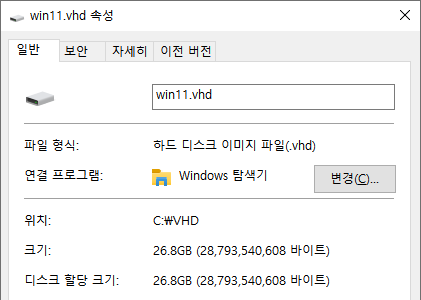 win11.vhd 속성
일반 보안 자세히 이전 버전
win11.vhd
파일 형식: 하드 디스크 이미지 파일(.vhd)
연결 프로그램: Windows 탐색기 변경(C)...
위치: C:\VHD
크기: 26.8GB (28,793,540,608 바이트)
디스크 할당 크기: 26.8GB (28,793,540,608 바이트)